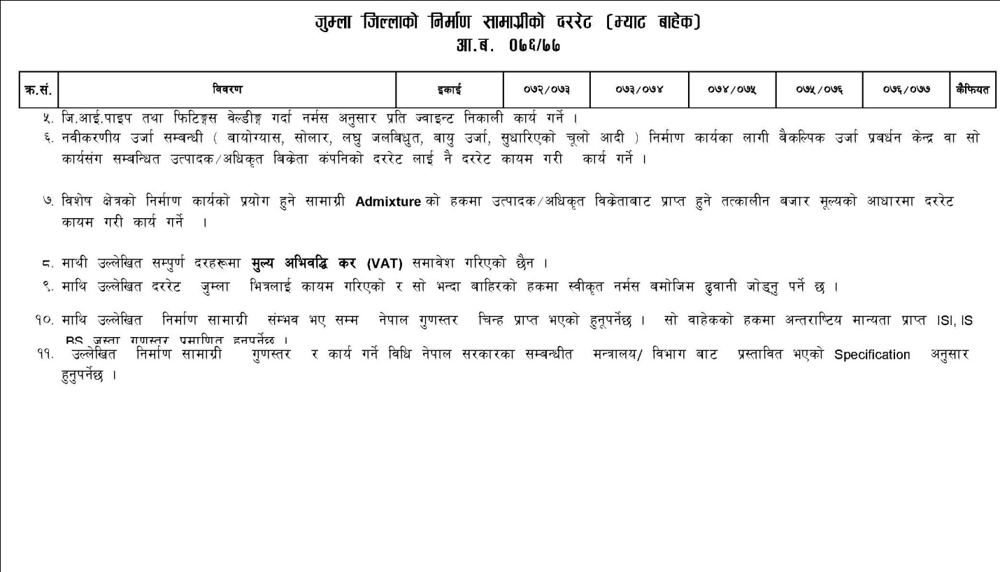 जुम्ला जिल्लाको निर्माण सामाग्रीको दररेट (भ्याट बाहेक)
आ.ब. ०७६/७७
क्र.सं. विवरण इकाई ०७२/०७३ ०७३/०७४ ०७४/०७५ ०७५/०७६ ०७६/०७७ कैफियत
५. जि.आई.पाइप तथा फिटिङ्गस वेल्डीङ्ग गर्दा नर्मस अनुसार प्रति ज्वाइन्ट निकाली कार्य गर्ने ।
६. नवीकरणीय उर्जा सम्बन्धी ( बायोग्यास, सोलार, लघु जलबिधुत, बायु उर्जा, सुधारिएको चूलो आदी ) निर्माण कार्यका लागी बैकल्पिक उर्जा प्रबर्धन केन्द्र वा सो
कार्यसंग सम्बन्धित उत्पादक/अधिकृत बिक्रेता कंपनिको दररेट लाई नै दररेट कायम गरी कार्य गर्ने ।
७. विशेष क्षेत्रको निर्माण कार्यको प्रयोग हुने सामाग्री Admixture को हकमा उत्पादक/अधिकृत विक्रेताबाट प्राप्त हुने तत्कालीन बजार मूल्यको आधारमा दररेट
कायम गरी कार्य गर्ने ।
८. माथी उल्लेखित सम्पुर्ण दरहरूमा मुल्य अभिवद्धि कर (VAT) समावेश गरिएको छैन ।
९. माथि उल्लेखित दररेट जुम्ला भित्रलाई कायम गरिएको र सो भन्दा बाहिरको हकमा स्वीकृत नर्मस बमोजिम ढुवानी जोड्नु पर्ने छ ।
१०. माथि उल्लेखित निर्माण सामाग्री संम्भव भए सम्म नेपाल गुणस्तर चिन्ह प्राप्त भएको हुनूपर्नेछ । सो वाहेकको हकमा अन्तराष्टिय मान्यता प्राप्त ISI, IS
BS जस्ता गुणस्तर प्रमाणित हुनुपर्नेछ ।
११. उल्लेखित निर्माण सामाग्री गुणस्तर र कार्य गर्ने विधि नेपाल सरकारका सम्बन्धीत मन्त्रालय/ विभाग बाट प्रस्तावित भएको Specification अनुसार
हुनुपर्नेछ ।